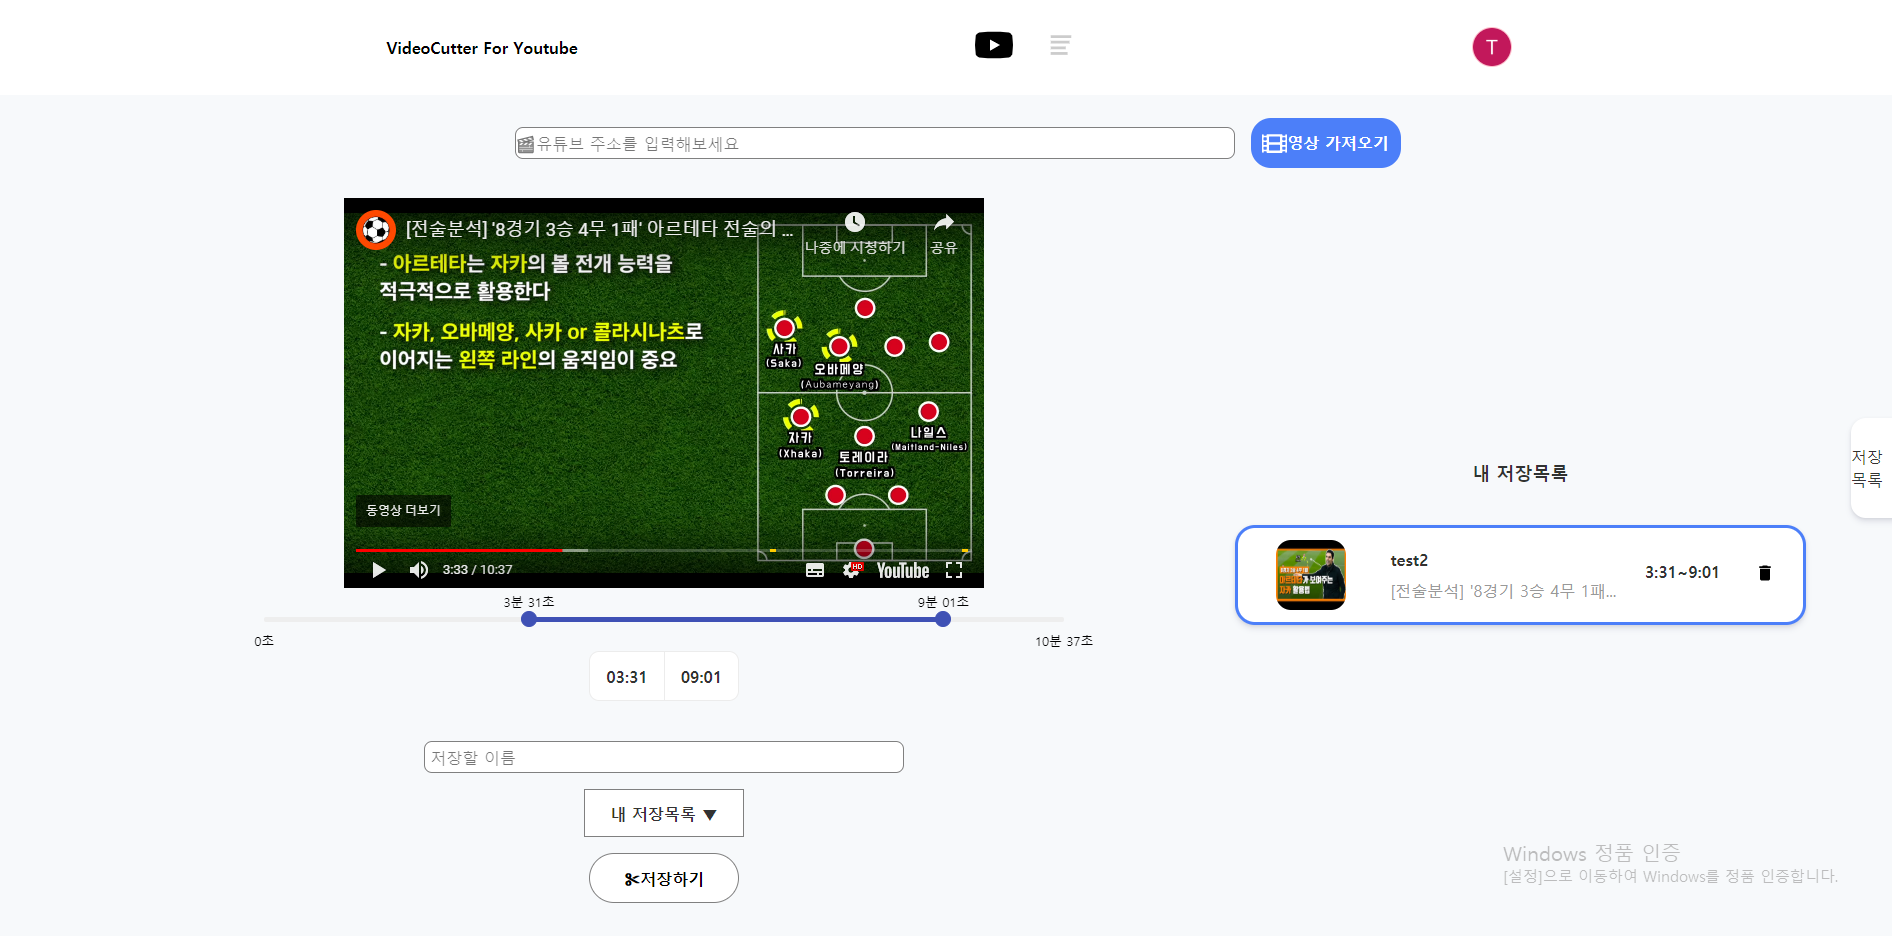 VideoCutter For Youtube
T
유튜브 주소를 입력해보세요
영상 가져오기
[전술분석] '8경기 3승 4무 1패' 아르테타 전술의 ...
나중에 시청하기
공유
- 아르테타는 자카의 볼 전개 능력을
적극적으로 활용한다
- 자카, 오바메양, 사카 or 콜라시나츠로
이어지는 왼쪽 라인의 움직임이 중요
사카
(Saka)
오바메양
(Aubameyang)
자카
(Xhaka)
나일스
(Maitland-Niles)
토레이라
(Torreira)
동영상 더보기
3:33 / 10:37
HD
YouTube
3분 31초
9분 01초
0초
10분 37초
03:31
09:01
저장할 이름
내 저장목록 ▼
저장하기
내 저장목록
test2
[전술분석] '8경기 3승 4무 1패...
3:31~9:01
저장
목록
Windows 정품 인증
[설정]으로 이동하여 Windows를 정품 인증합니다.